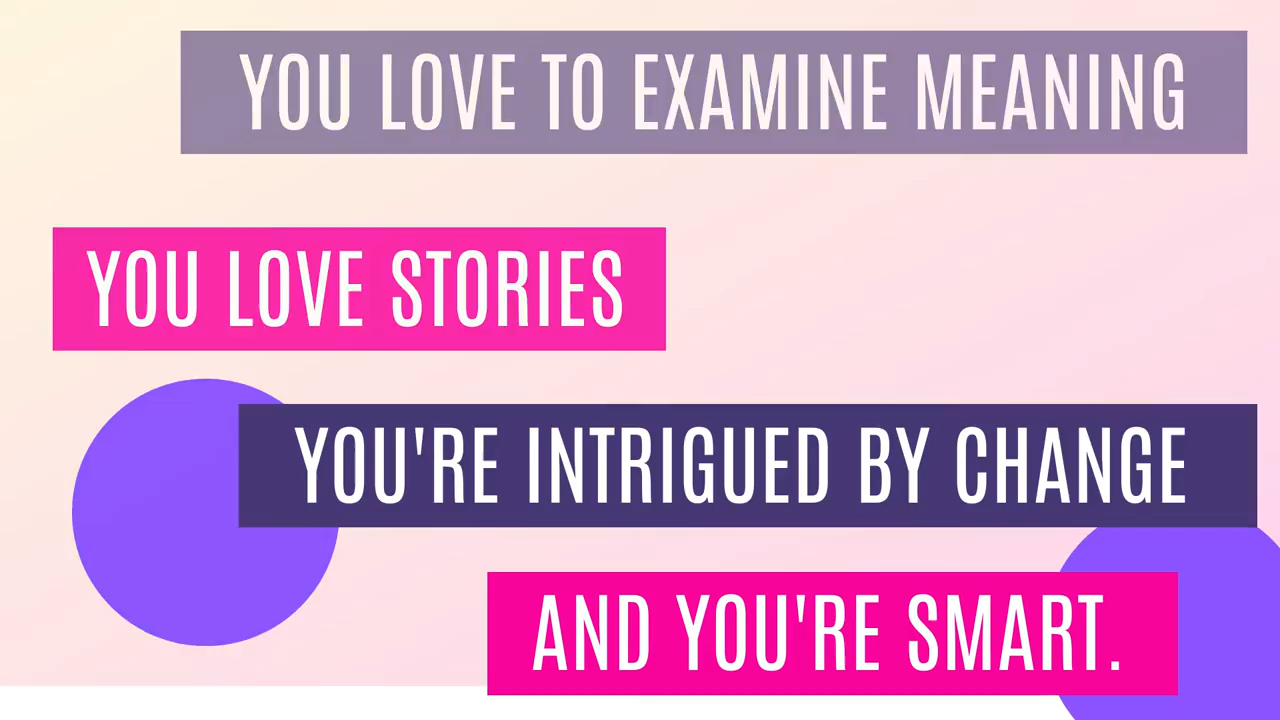 YOU LOVE TO EXAMINE MEANING
YOU LOVE STORIES
YOU'RE INTRIGUED BY CHANGE
AND YOU'RE SMART.